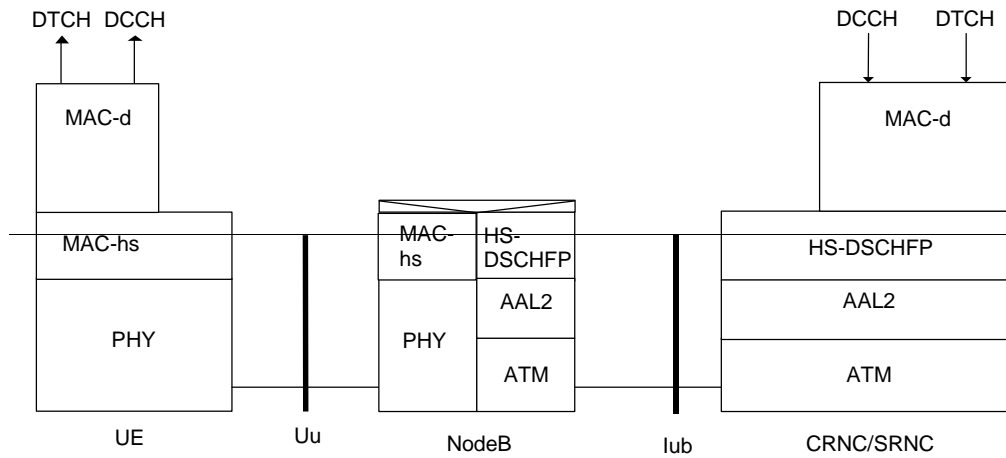 DTCH DCCH
DCCH DTCH
MAC-d
MAC-d
MAC-hs
MAC-
hs
HS-
DSCHFP
HS-DSCHFP
PHY
PHY
AAL2
ATM
AAL2
ATM
UE
Uu
NodeB
Iub
CRNC/SRNC